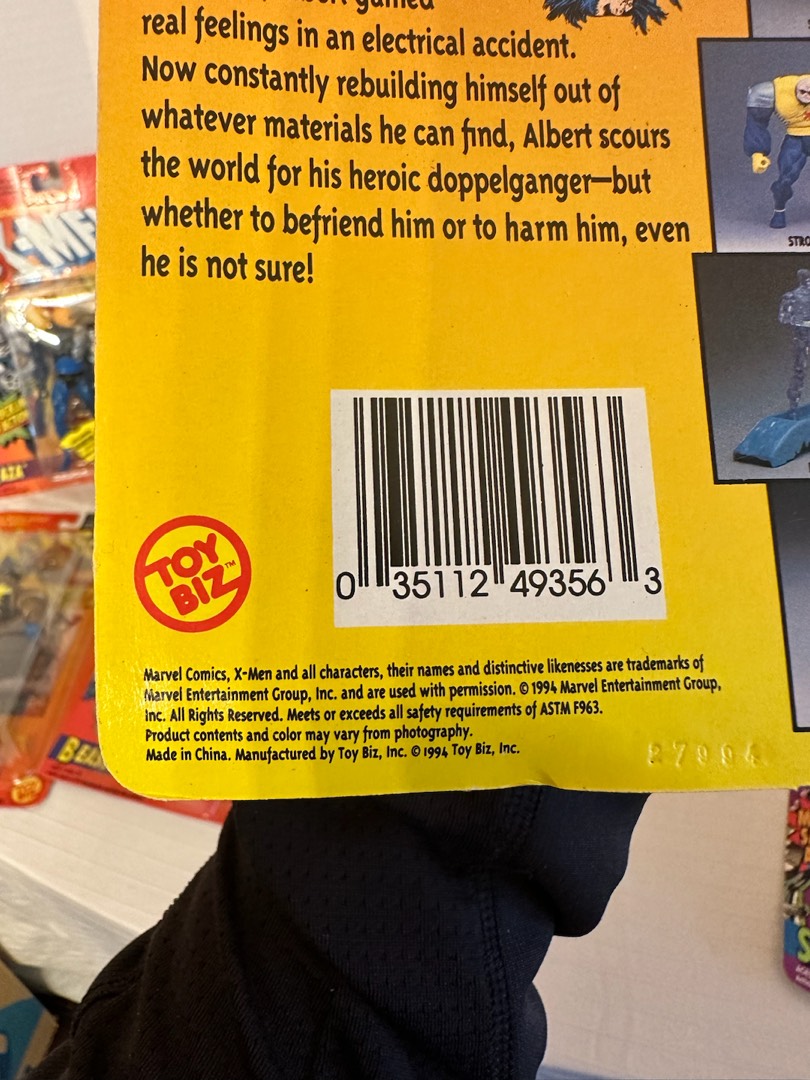 real feelings in an electrical accident.
Now constantly rebuilding himself out of
whatever materials he can find, Albert scours
the world for his heroic doppelganger—but
whether to befriend him or to harm him, even
he is not sure!
STRO
TOY
BIZ™
0 35112 49356 3
Marvel Comics, X-Men and all characters, their names and distinctive likenesses are trademarks of
Marvel Entertainment Group, Inc. and are used with permission. © 1994 Marvel Entertainment Group,
Inc. All Rights Reserved. Meets or exceeds all safety requirements of ASTM F963.
Product contents and color may vary from photography.
Made in China. Manufactured by Toy Biz, Inc. © 1994 Toy Biz, Inc.
X-ME